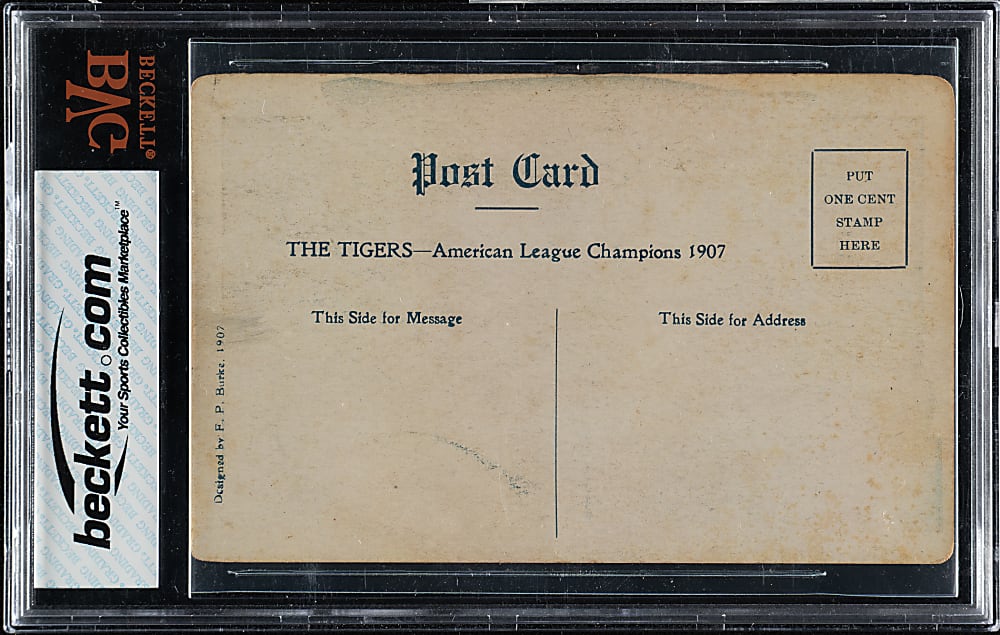 BECKETT®
BVG
beckett.com
Your Sports Collectibles Marketplace™
Post Card
PUT
ONE CENT
STAMP
HERE
THE TIGERS—American League Champions 1907
This Side for Message
This Side for Address
Designed by F. P. Burke, 1907